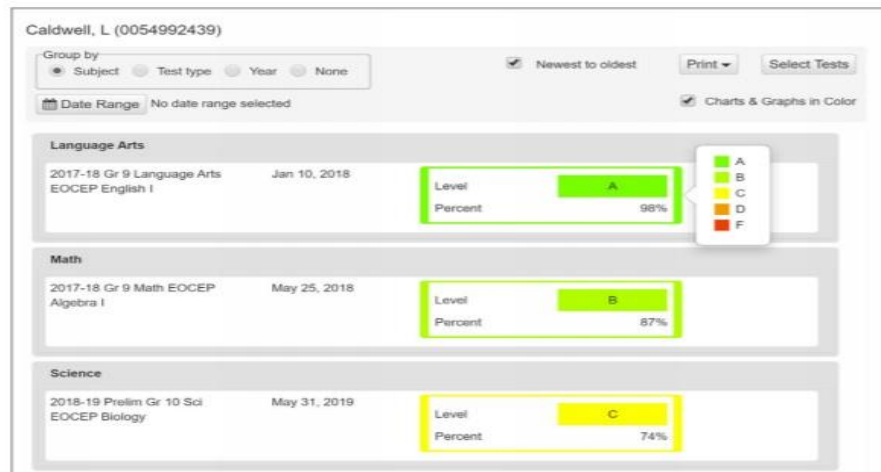 Caldwell, L (0054992439)
Group by
Subject Test type Year None
Newest to oldest
Print
Select Tests
Date Range No date range selected
Charts & Graphs in Color
Language Arts
2017-18 Gr 9 Language Arts
EOCEP English I
Jan 10, 2018
Level A
Percent 98%
A
B
C
D
F
Math
2017-18 Gr 9 Math EOCEP
Algebra I
May 25, 2018
Level B
Percent 87%
Science
2018-19 Prelim Gr 10 Sci
EOCEP Biology
May 31, 2019
Level C
Percent 74%